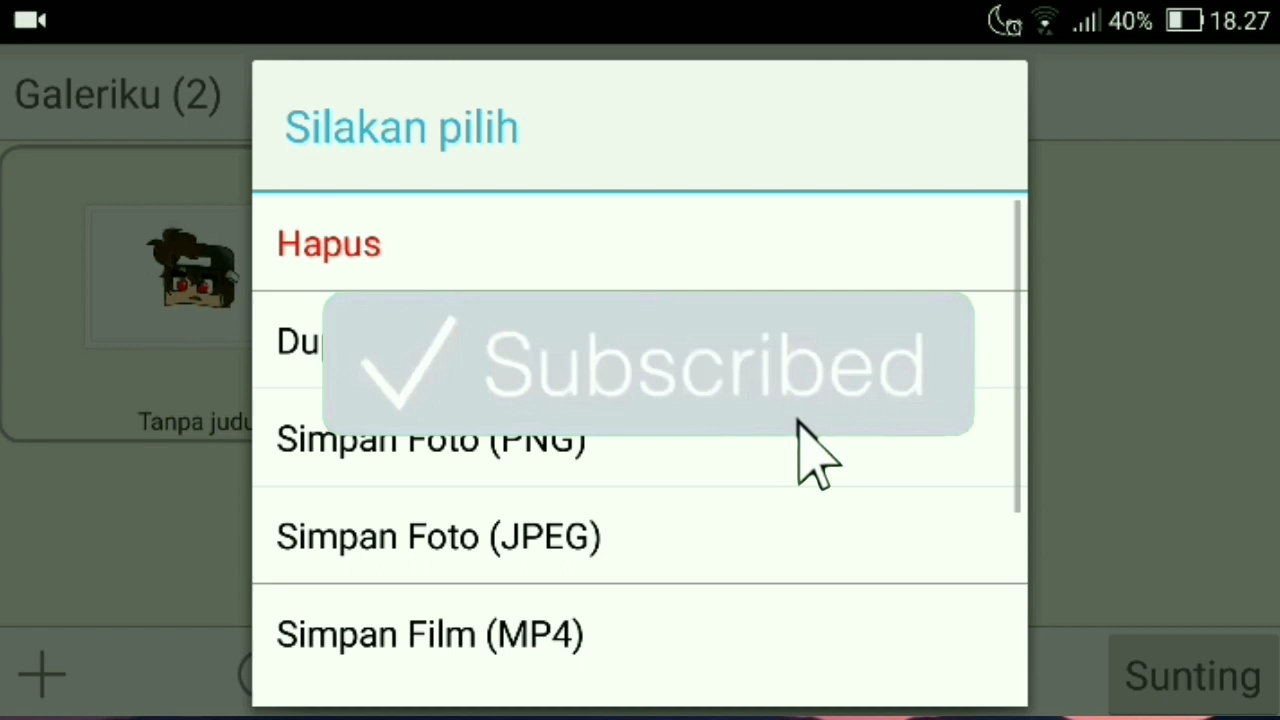 40% 18.27
Galeriku (2)
Silakan pilih
Hapus
Subscribed
Simpan Foto (PNG)
Tanpa
Simpan Foto (JPEG)
Simpan Film (MP4)
Sunting